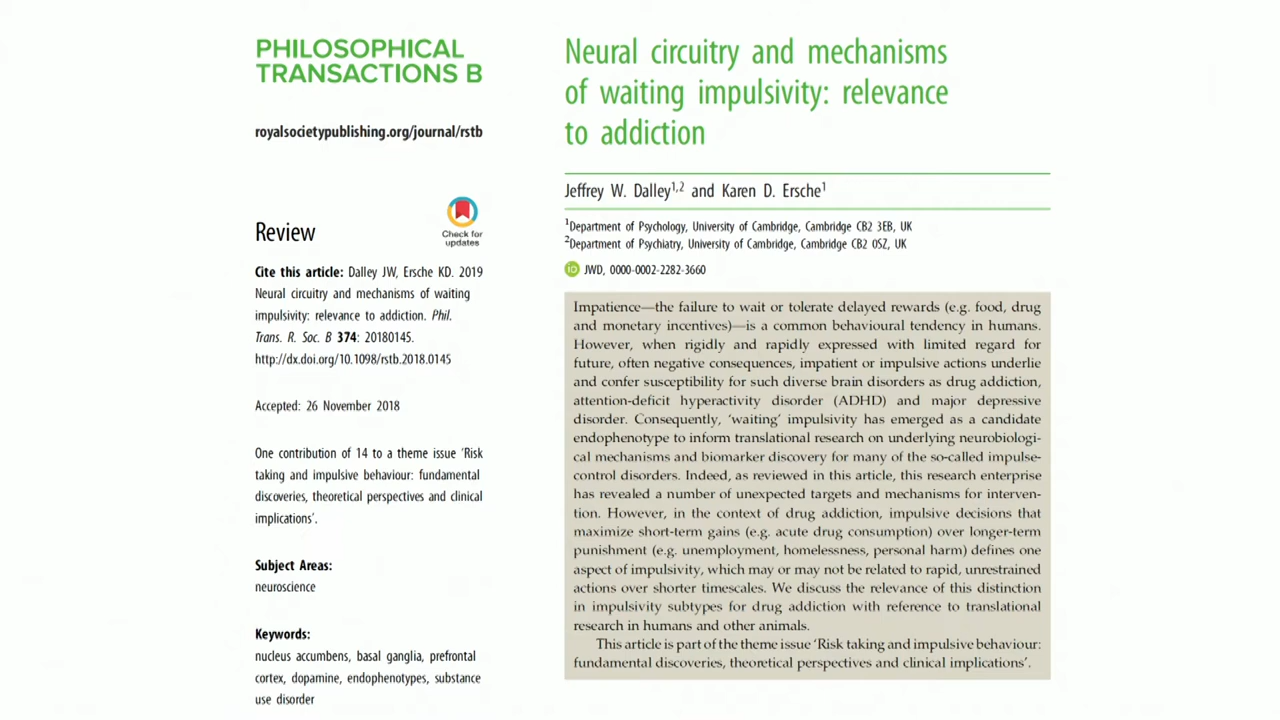 PHILOSOPHICAL
TRANSACTIONS B
royalsocietypublishing.org/journal/rstb
Review
Check for
updates
Cite this article: Dalley JW, Ersche KD. 2019
Neural circuitry and mechanisms of waiting
impulsivity: relevance to addiction. Phil.
Trans. R. Soc. B 374: 20180145.
http://dx.doi.org/10.1098/rstb.2018.0145
Accepted: 26 November 2018
One contribution of 14 to a theme issue ‘Risk
taking and impulsive behaviour: fundamental
discoveries, theoretical perspectives and clinical
implications’.
Subject Areas:
neuroscience
Keywords:
nucleus accumbens, basal ganglia, prefrontal
cortex, dopamine, endophenotypes, substance
use disorder
Neural circuitry and mechanisms
of waiting impulsivity: relevance
to addiction
Jeffrey W. Dalley1,2 and Karen D. Ersche1
1Department of Psychology, University of Cambridge, Cambridge CB2 3EB, UK
2Department of Psychiatry, University of Cambridge, Cambridge CB2 0SZ, UK
iD JWD, 0000-0002-2282-3660
Impatience—the failure to wait or tolerate delayed rewards (e.g. food, drug
and monetary incentives)—is a common behavioural tendency in humans.
However, when rigidly and rapidly expressed with limited regard for
future, often negative consequences, impatient or impulsive actions underlie
and confer susceptibility for such diverse brain disorders as drug addiction,
attention-deficit hyperactivity disorder (ADHD) and major depressive
disorder. Consequently, ‘waiting’ impulsivity has emerged as a candidate
endophenotype to inform translational research on underlying neurobiologi-
cal mechanisms and biomarker discovery for many of the so-called impulse-
control disorders. Indeed, as reviewed in this article, this research enterprise
has revealed a number of unexpected targets and mechanisms for interven-
tion. However, in the context of drug addiction, impulsive decisions that
maximize short-term gains (e.g. acute drug consumption) over longer-term
punishment (e.g. unemployment, homelessness, personal harm) defines one
aspect of impulsivity, which may or may not be related to rapid, unrestrained
actions over shorter timescales. We discuss the relevance of this distinction
in impulsivity subtypes for drug addiction with reference to translational
research in humans and other animals.
This article is part of the theme issue ‘Risk taking and impulsive behaviour:
fundamental discoveries, theoretical perspectives and clinical implications’.